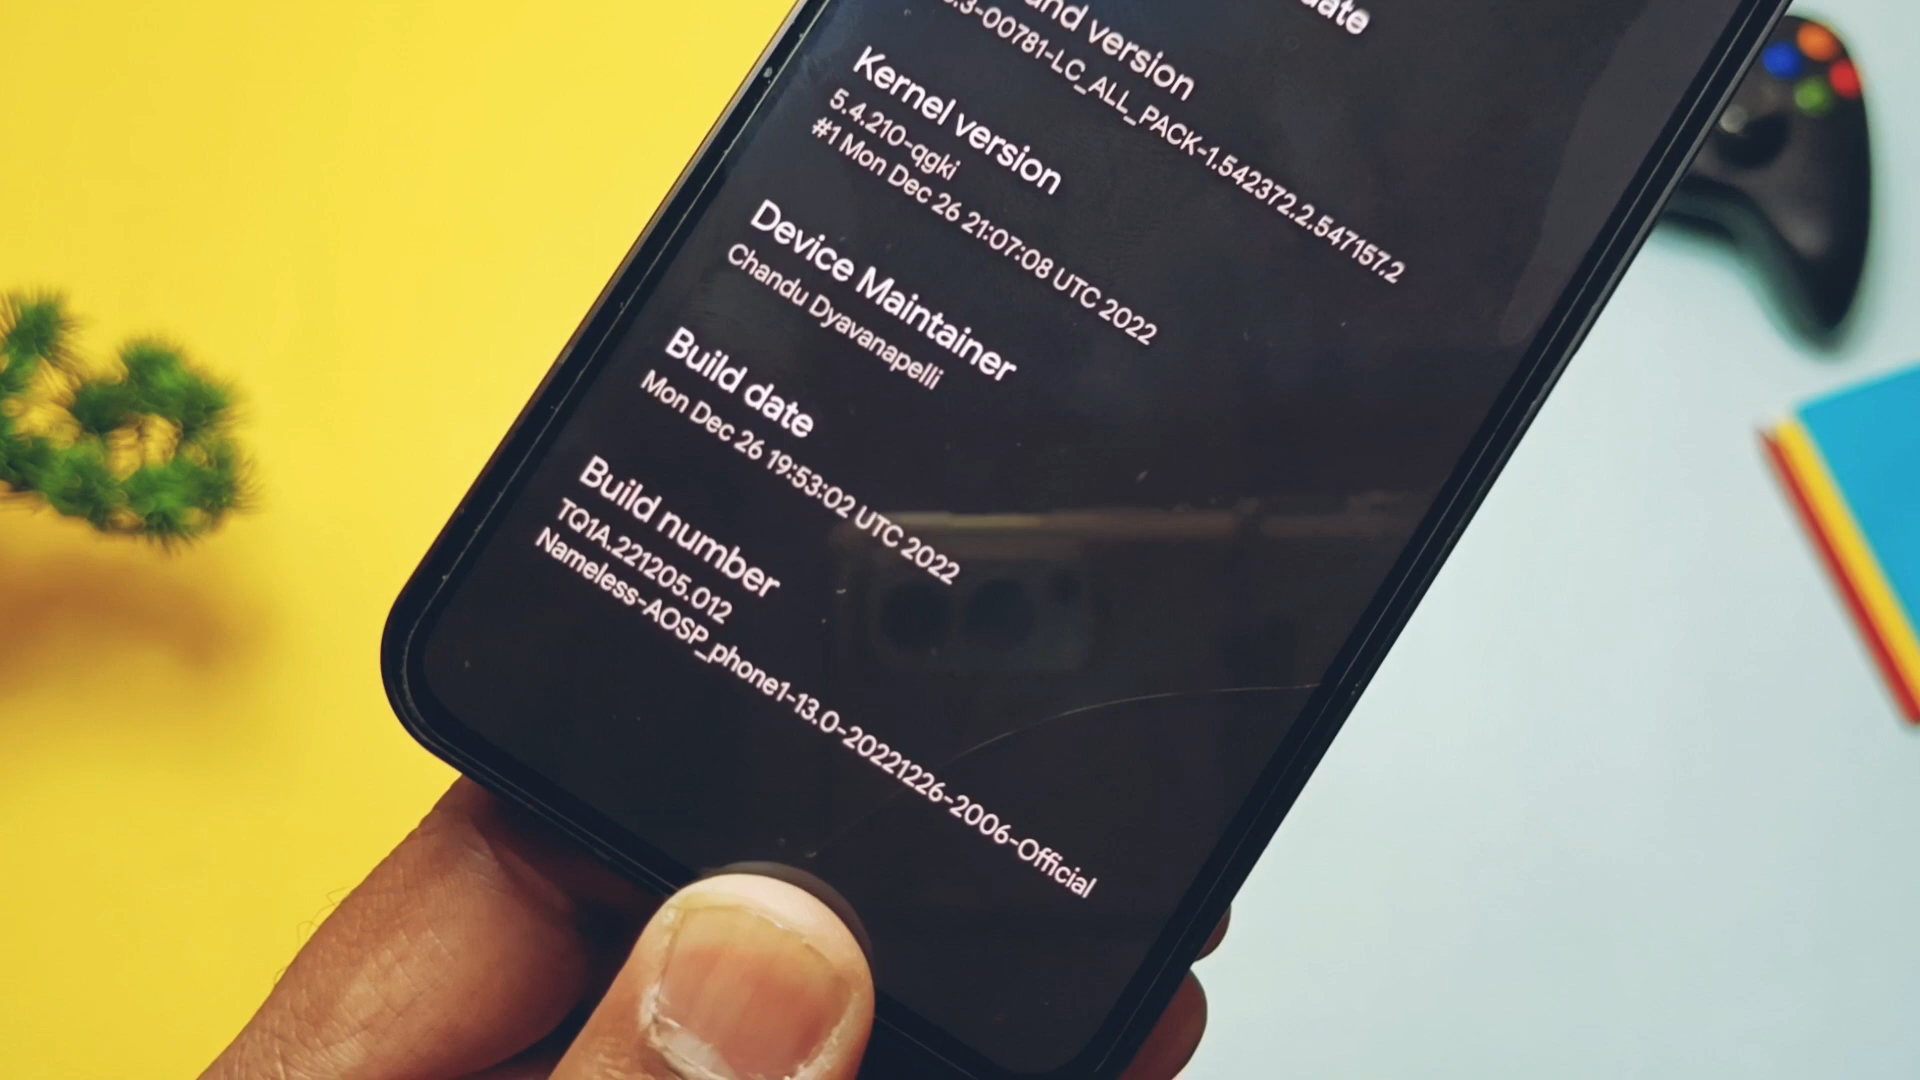 date
and version
.3-00781-LC_ALL_PACK-1.542372.2.547157.2
Kernel version
5.4.210-qgki
#1 Mon Dec 26 21:07:08 UTC 2022
Device Maintainer
Chandu Dyavanapelli
Build date
Mon Dec 26 19:53:02 UTC 2022
Build number
TQ1A.221205.012
Nameless-AOSP_phone1-13.0-20221226-2006-Official